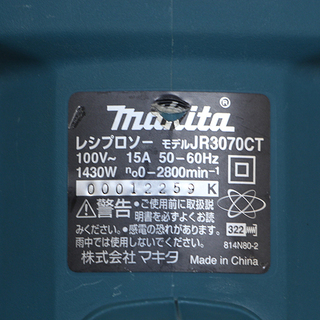 makita®
レシプロソー モデルJR3070CT
100V~ 15A 50-60Hz
1430W n₀0-2800min⁻¹
00012259 K
⚠警告 ●ご使用前に取扱説
明書を必ずよくお読
みください。●感電の恐れがあります。
雨中では使用しないでください。
322
814N80-2
株式会社マキタ Made in China